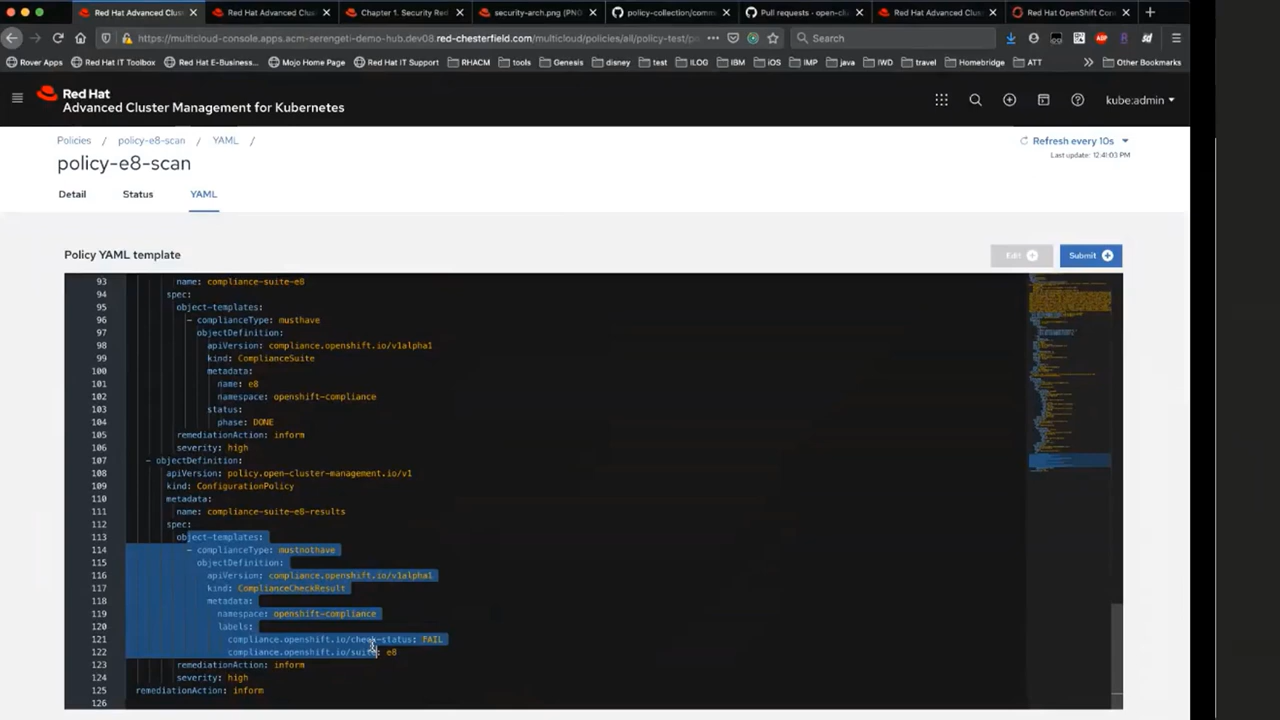 Red Hat Advanced Clus
Red Hat Advanced Clus
Chapter 1. Security Red
security-arch.png (PNG
policy-collection/comm
Pull requests · open-clu
Red Hat Advanced Clus
Red Hat OpenShift Con
https://multicloud-console.apps.acm-serengeti-demo-hub.dev08.red-chesterfield.com/multicloud/policies/all/policy-test/po
Search
Rover Apps
Red Hat IT Toolbox
Red Hat E-Business...
Mojo Home Page
Red Hat IT Support
RHACM
tools
Genesis
disney
test
ILOG
IBM
iOS
IMP
java
IWD
travel
Homebridge
ATT
Other Bookmarks
Red Hat
Advanced Cluster Management for Kubernetes
kube:admin
Policies / policy-e8-scan / YAML /
Refresh every 10s
Last update: 12:41:03 PM
policy-e8-scan
Detail Status YAML
Policy YAML template
Edit
Submit
93 name: compliance-suite-e8
94 spec:
95 object-templates:
96 - complianceType: musthave
97 objectDefinition:
98 apiVersion: compliance.openshift.io/v1alpha1
99 kind: ComplianceSuite
100 metadata:
101 name: e8
102 namespace: openshift-compliance
103 status:
104 phase: DONE
105 remediationAction: inform
106 severity: high
107 - objectDefinition:
108 apiVersion: policy.open-cluster-management.io/v1
109 kind: ConfigurationPolicy
110 metadata:
111 name: compliance-suite-e8-results
112 spec:
113 object-templates:
114 - complianceType: mustnothave
115 objectDefinition:
116 apiVersion: compliance.openshift.io/v1alpha1
117 kind: ComplianceCheckResult
118 metadata:
119 namespace: openshift-compliance
120 labels:
121 compliance.openshift.io/check-status: FAIL
122 compliance.openshift.io/suite: e8
123 remediationAction: inform
124 severity: high
125 remediationAction: inform
126